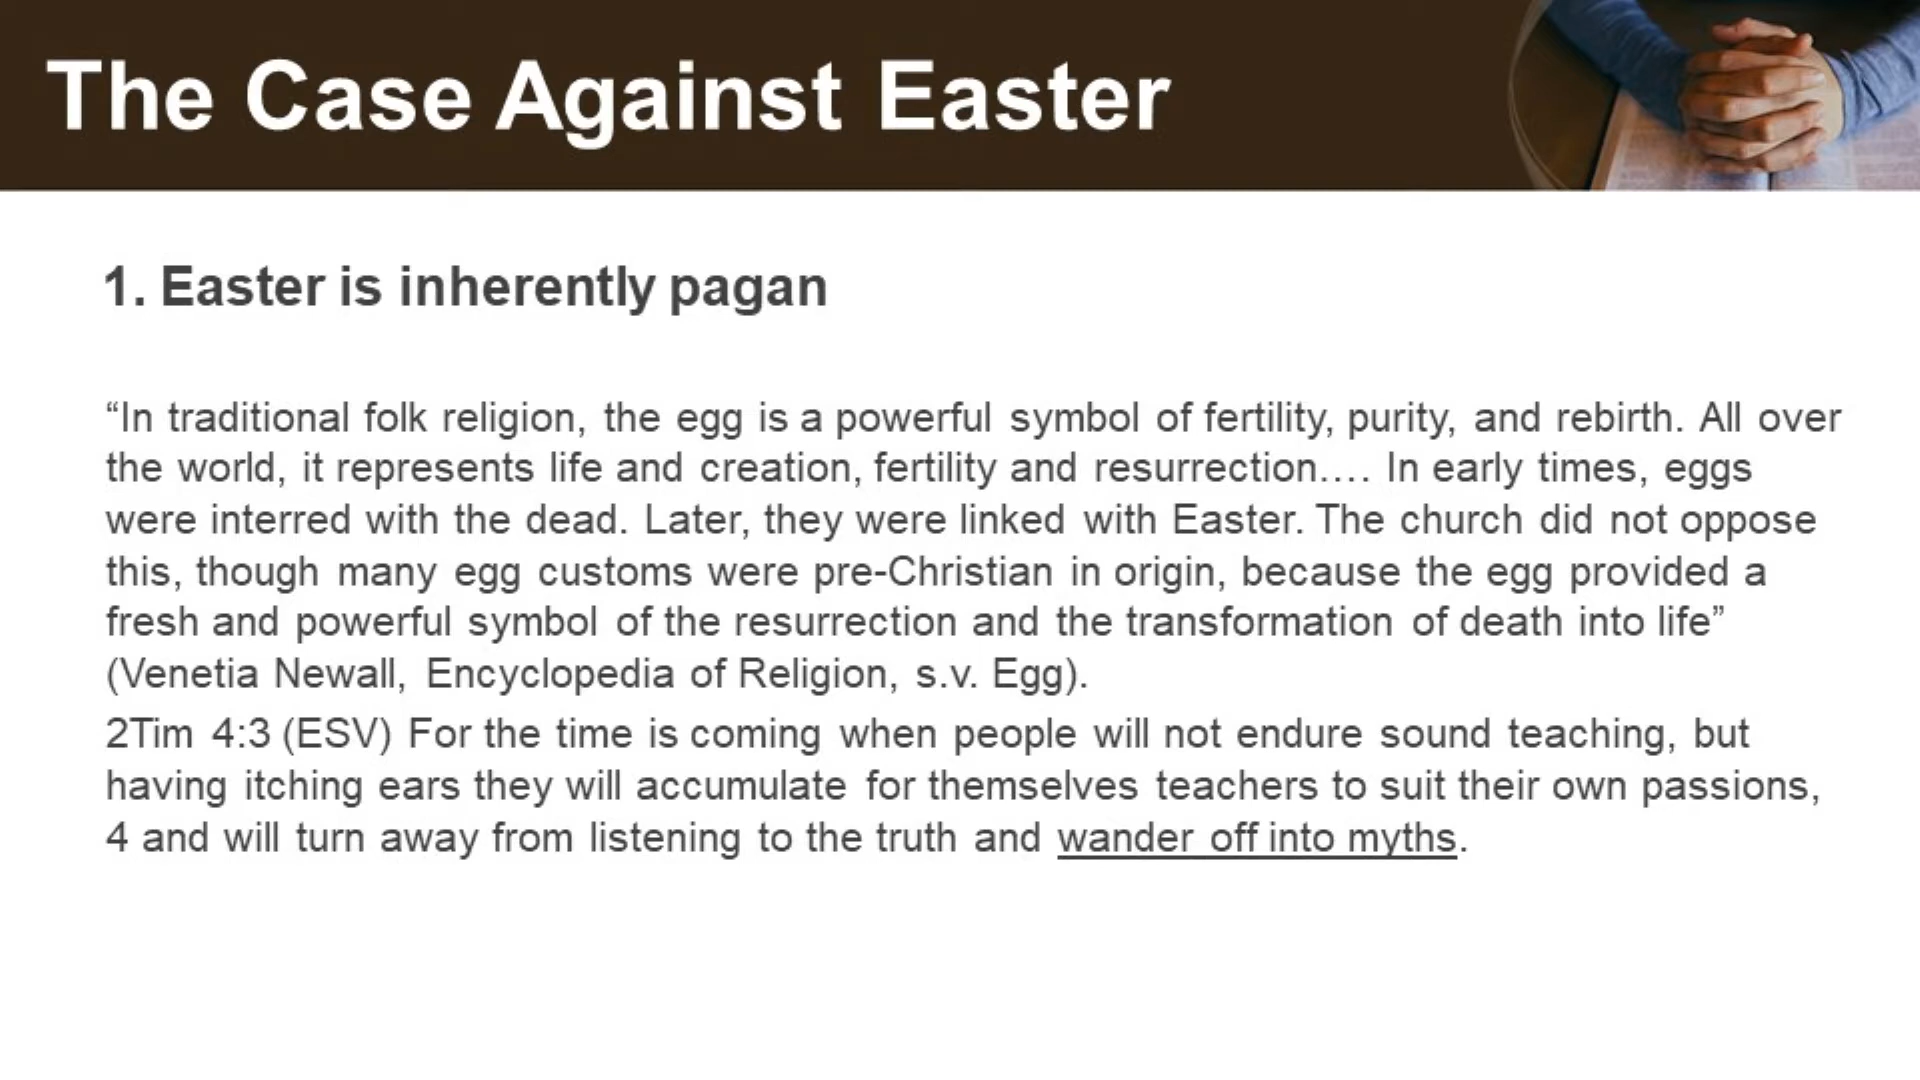 The Case Against Easter
1. Easter is inherently pagan
“In traditional folk religion, the egg is a powerful symbol of fertility, purity, and rebirth. All over
the world, it represents life and creation, fertility and resurrection…. In early times, eggs
were interred with the dead. Later, they were linked with Easter. The church did not oppose
this, though many egg customs were pre-Christian in origin, because the egg provided a
fresh and powerful symbol of the resurrection and the transformation of death into life”
(Venetia Newall, Encyclopedia of Religion, s.v. Egg).
2Tim 4:3 (ESV) For the time is coming when people will not endure sound teaching, but
having itching ears they will accumulate for themselves teachers to suit their own passions,
4 and will turn away from listening to the truth and wander off into myths.